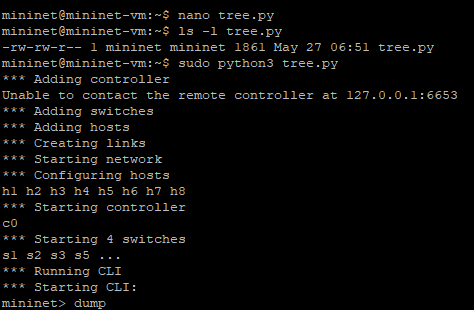 mininet@mininet-vm:~$ nano tree.py
mininet@mininet-vm:~$ ls -l tree.py
-rw-rw-r-- 1 mininet mininet 1861 May 27 06:51 tree.py
mininet@mininet-vm:~$ sudo python3 tree.py
*** Adding controller
Unable to contact the remote controller at 127.0.0.1:6653
*** Adding switches
*** Adding hosts
*** Creating links
*** Starting network
*** Configuring hosts
h1 h2 h3 h4 h5 h6 h7 h8
*** Starting controller
c0
*** Starting 4 switches
s1 s2 s3 s5 ...
*** Running CLI
*** Starting CLI:
mininet> dump